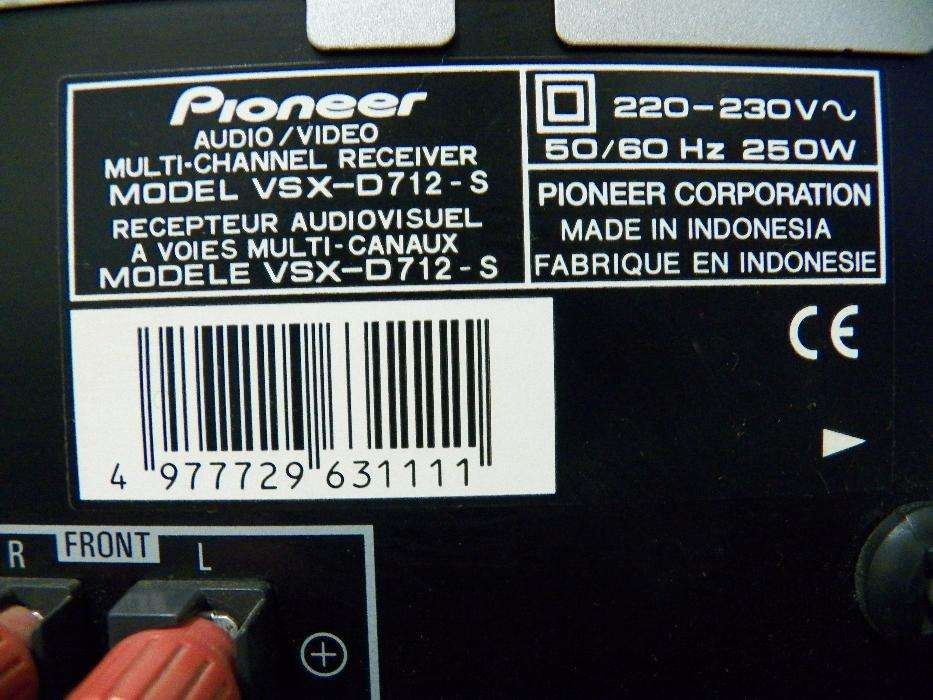 Pioneer
AUDIO/VIDEO
MULTI-CHANNEL RECEIVER
MODEL VSX-D712-S
RECEPTEUR AUDIOVISUEL
A VOIES MULTI-CANAUX
MODELE VSX-D712-S
220-230V~
50/60 Hz 250W
PIONEER CORPORATION
MADE IN INDONESIA
FABRIQUE EN INDONESIE
CE
4 977729 631111
R FRONT L